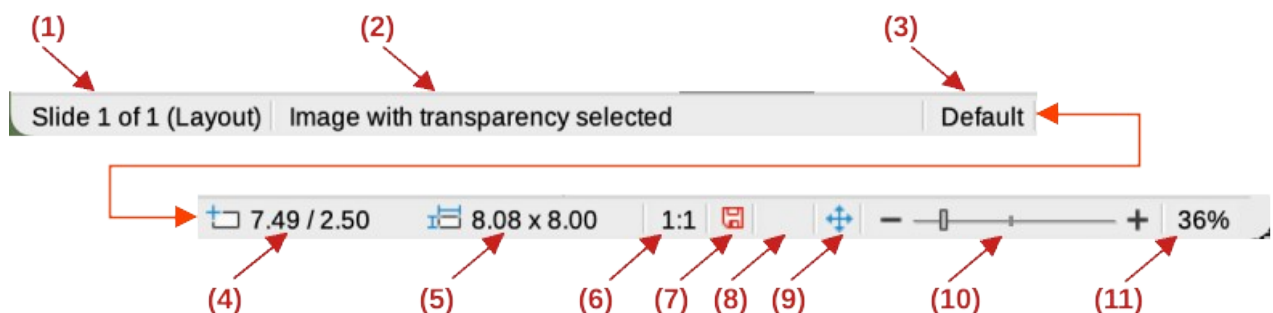 (1) (2) (3)
Slide 1 of 1 (Layout) Image with transparency selected Default
7.49 / 2.50 8.08 x 8.00 1:1 36%
(4) (5) (6) (7) (8) (9) (10) (11)